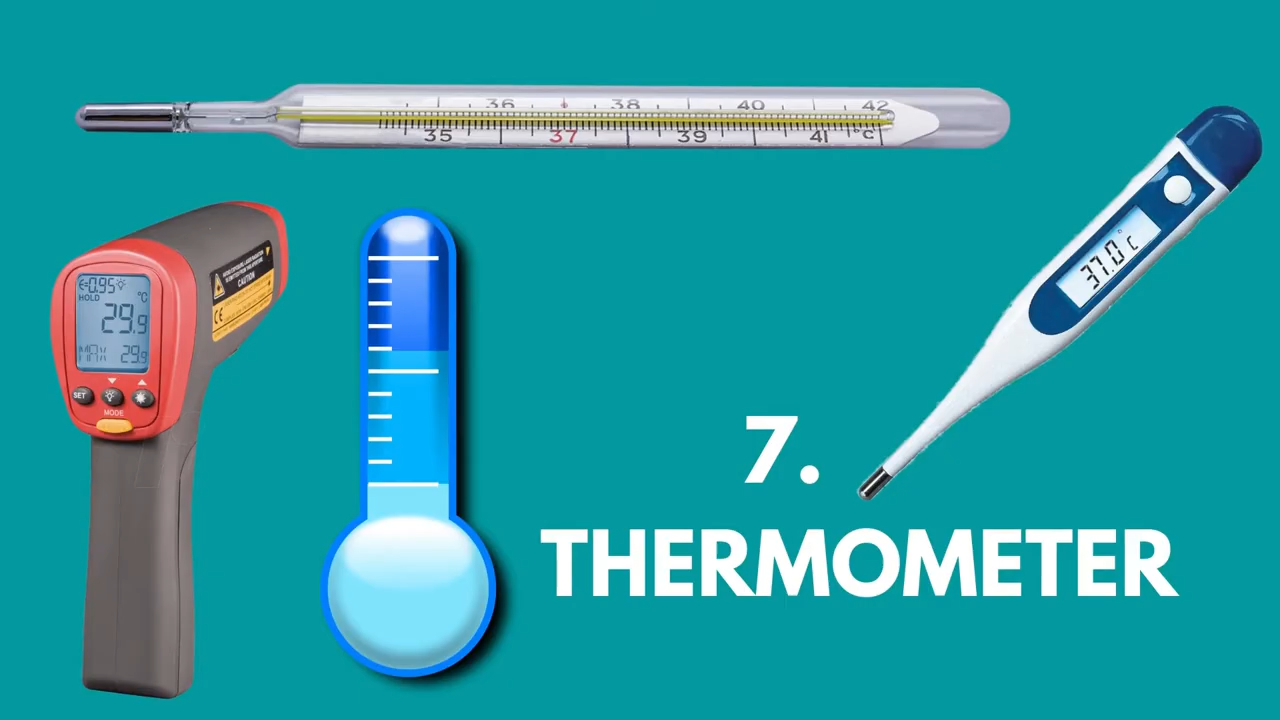 36 38 40 42
35 37 39 41 °C
37.0°C
ε=0.95
HOLD
°C
29.9
MAX 29.9
SET
MODE
CAUTION
CE
7.
THERMOMETER